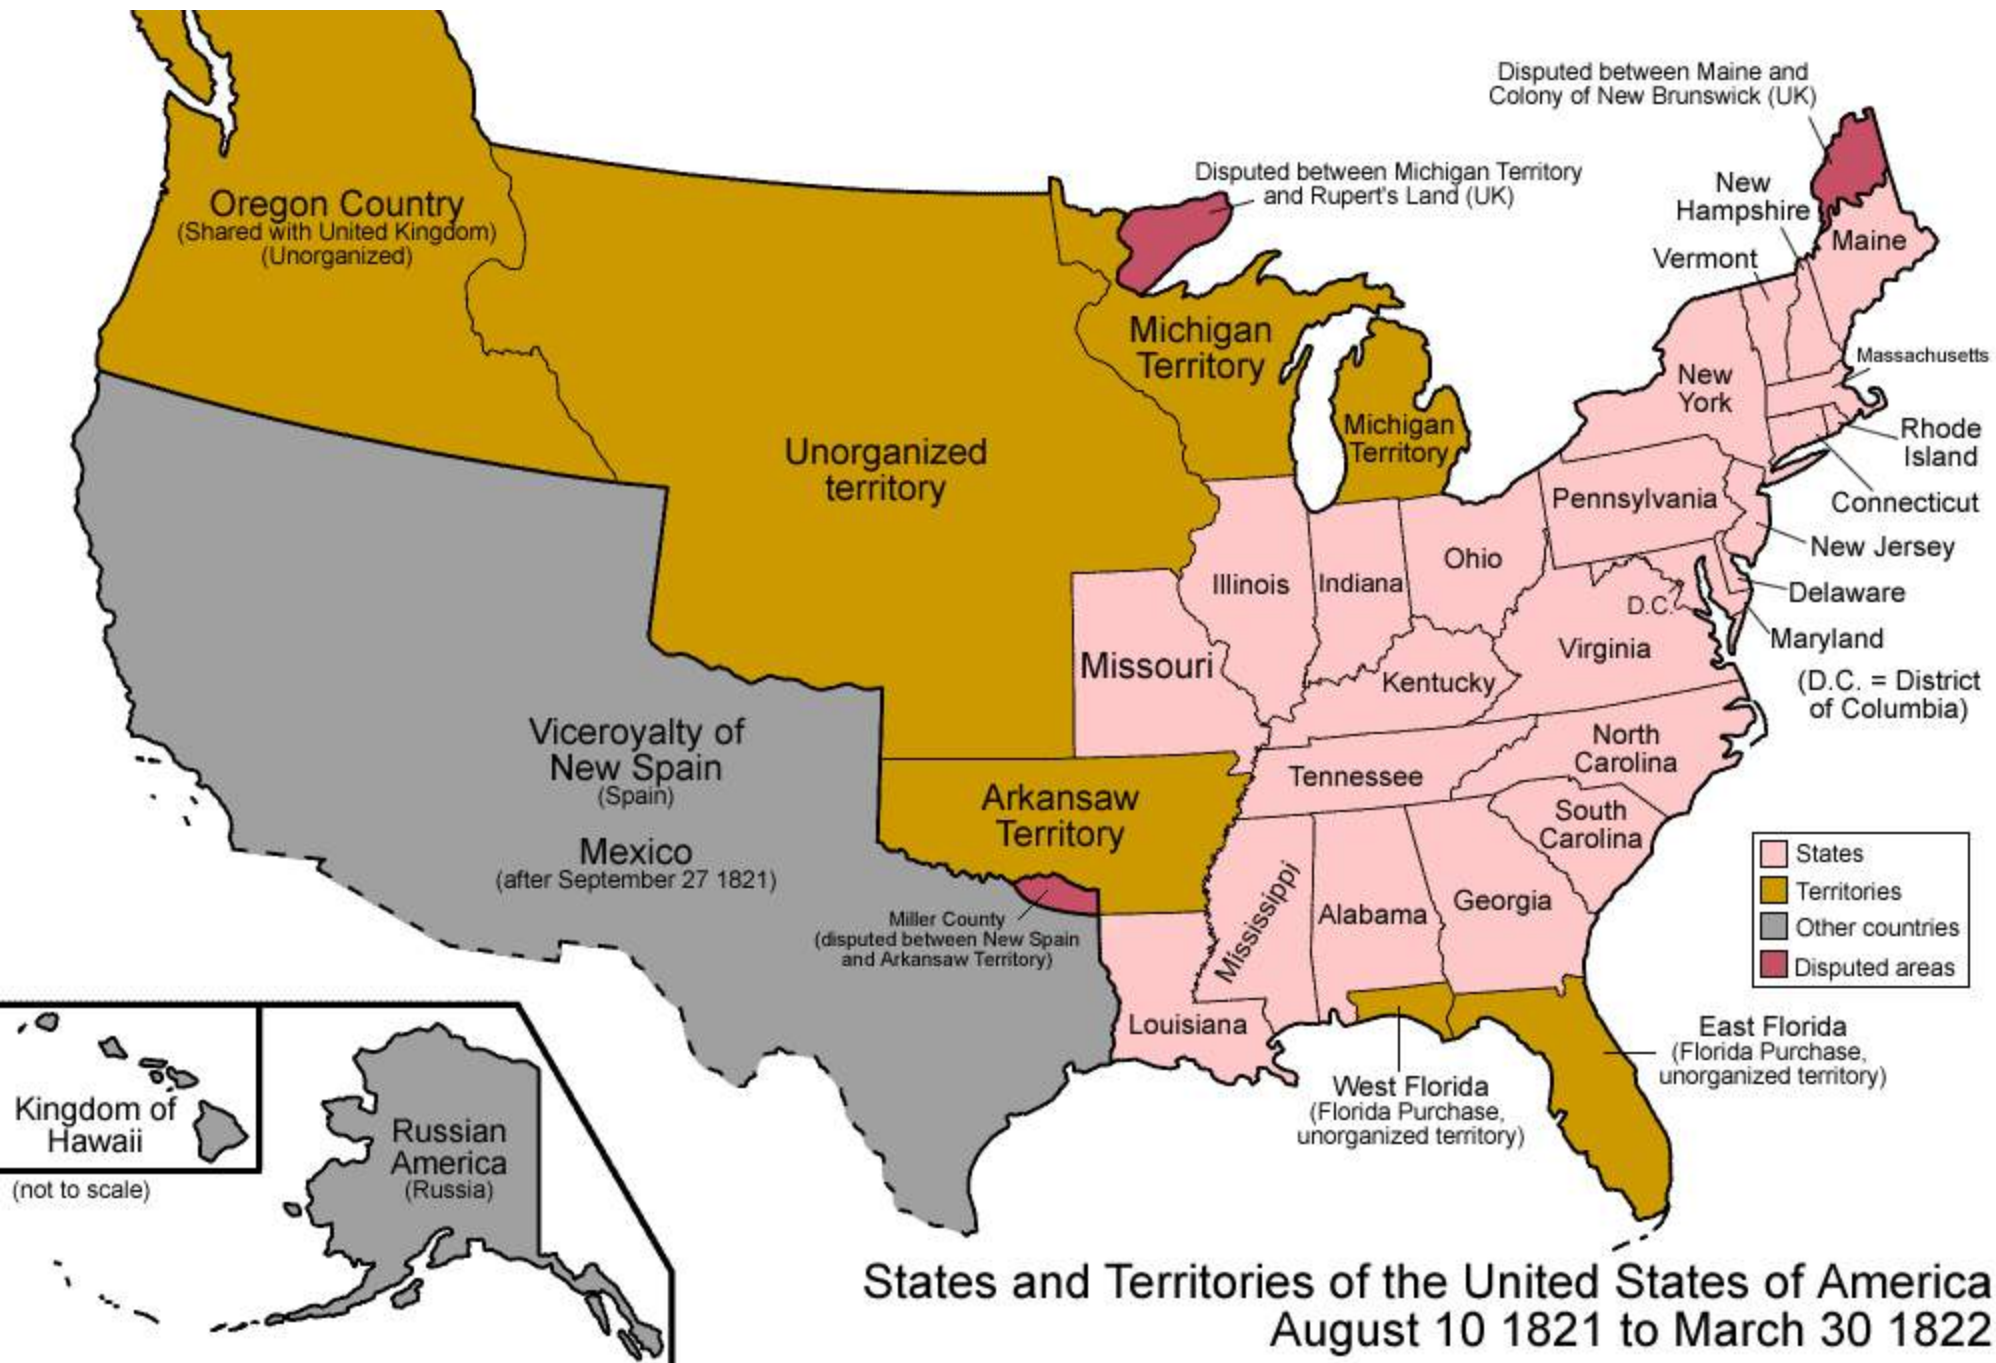 Disputed between Maine and
Colony of New Brunswick (UK)
Disputed between Michigan Territory
and Rupert's Land (UK)
New
Hampshire
Vermont
Maine
Oregon Country
(Shared with United Kingdom)
(Unorganized)
Michigan
Territory
Michigan
Territory
New
York
Massachusetts
Rhode
Island
Connecticut
Unorganized
territory
Pennsylvania
New Jersey
Ohio
Illinois
Indiana
Delaware
D.C.
Maryland
Virginia
(D.C. = District
of Columbia)
Missouri
Kentucky
Viceroyalty of
New Spain
(Spain)
Mexico
(after September 27 1821)
North
Carolina
Tennessee
Arkansaw
Territory
South
Carolina
States
Territories
Other countries
Disputed areas
Mississippi
Alabama
Georgia
Miller County
(disputed between New Spain
and Arkansaw Territory)
Louisiana
East Florida
(Florida Purchase,
unorganized territory)
West Florida
(Florida Purchase,
unorganized territory)
Kingdom of
Hawaii
(not to scale)
Russian
America
(Russia)
States and Territories of the United States of America
August 10 1821 to March 30 1822